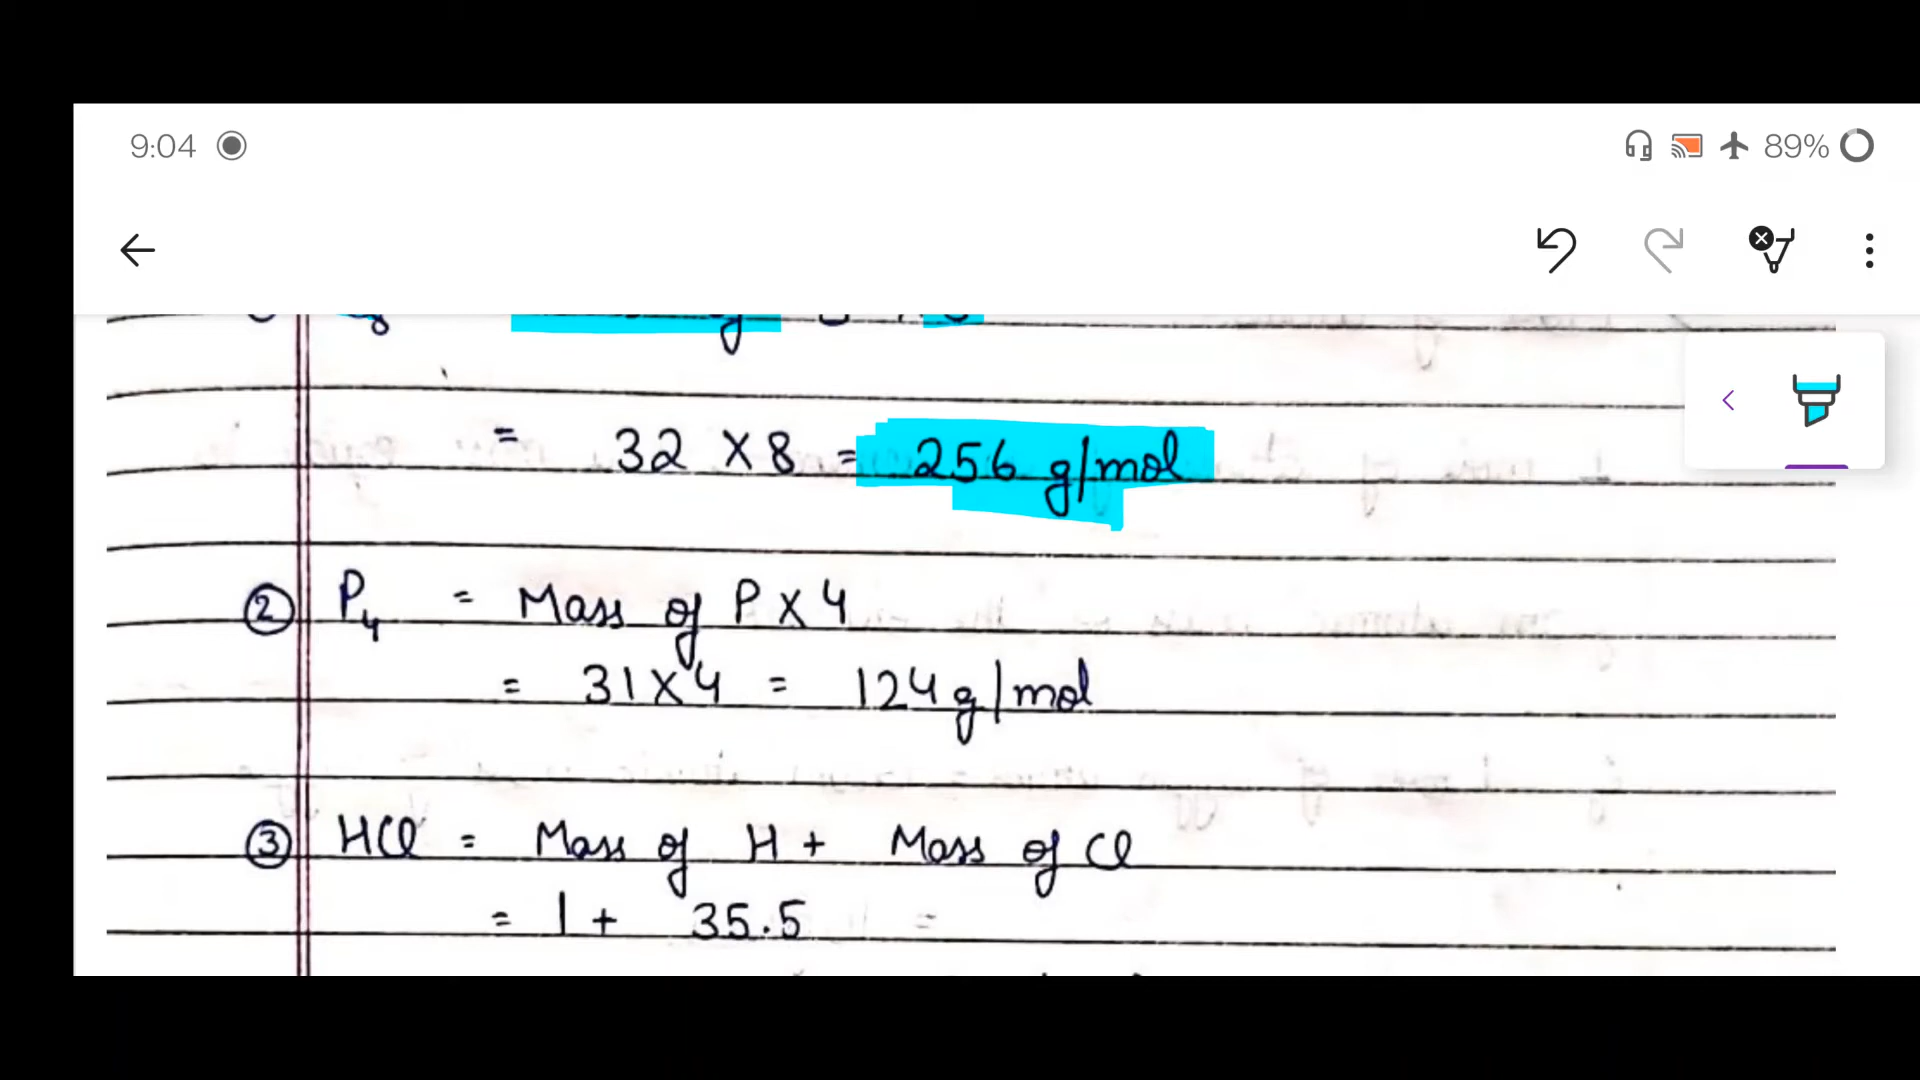 9:04 89%
= 32 X 8 = 256 g/mol
② P₄ = Mass of P X 4
= 31 X 4 = 124 g/mol
③ HCl = Mass of H + Mass of Cl
= 1 + 35.5 =